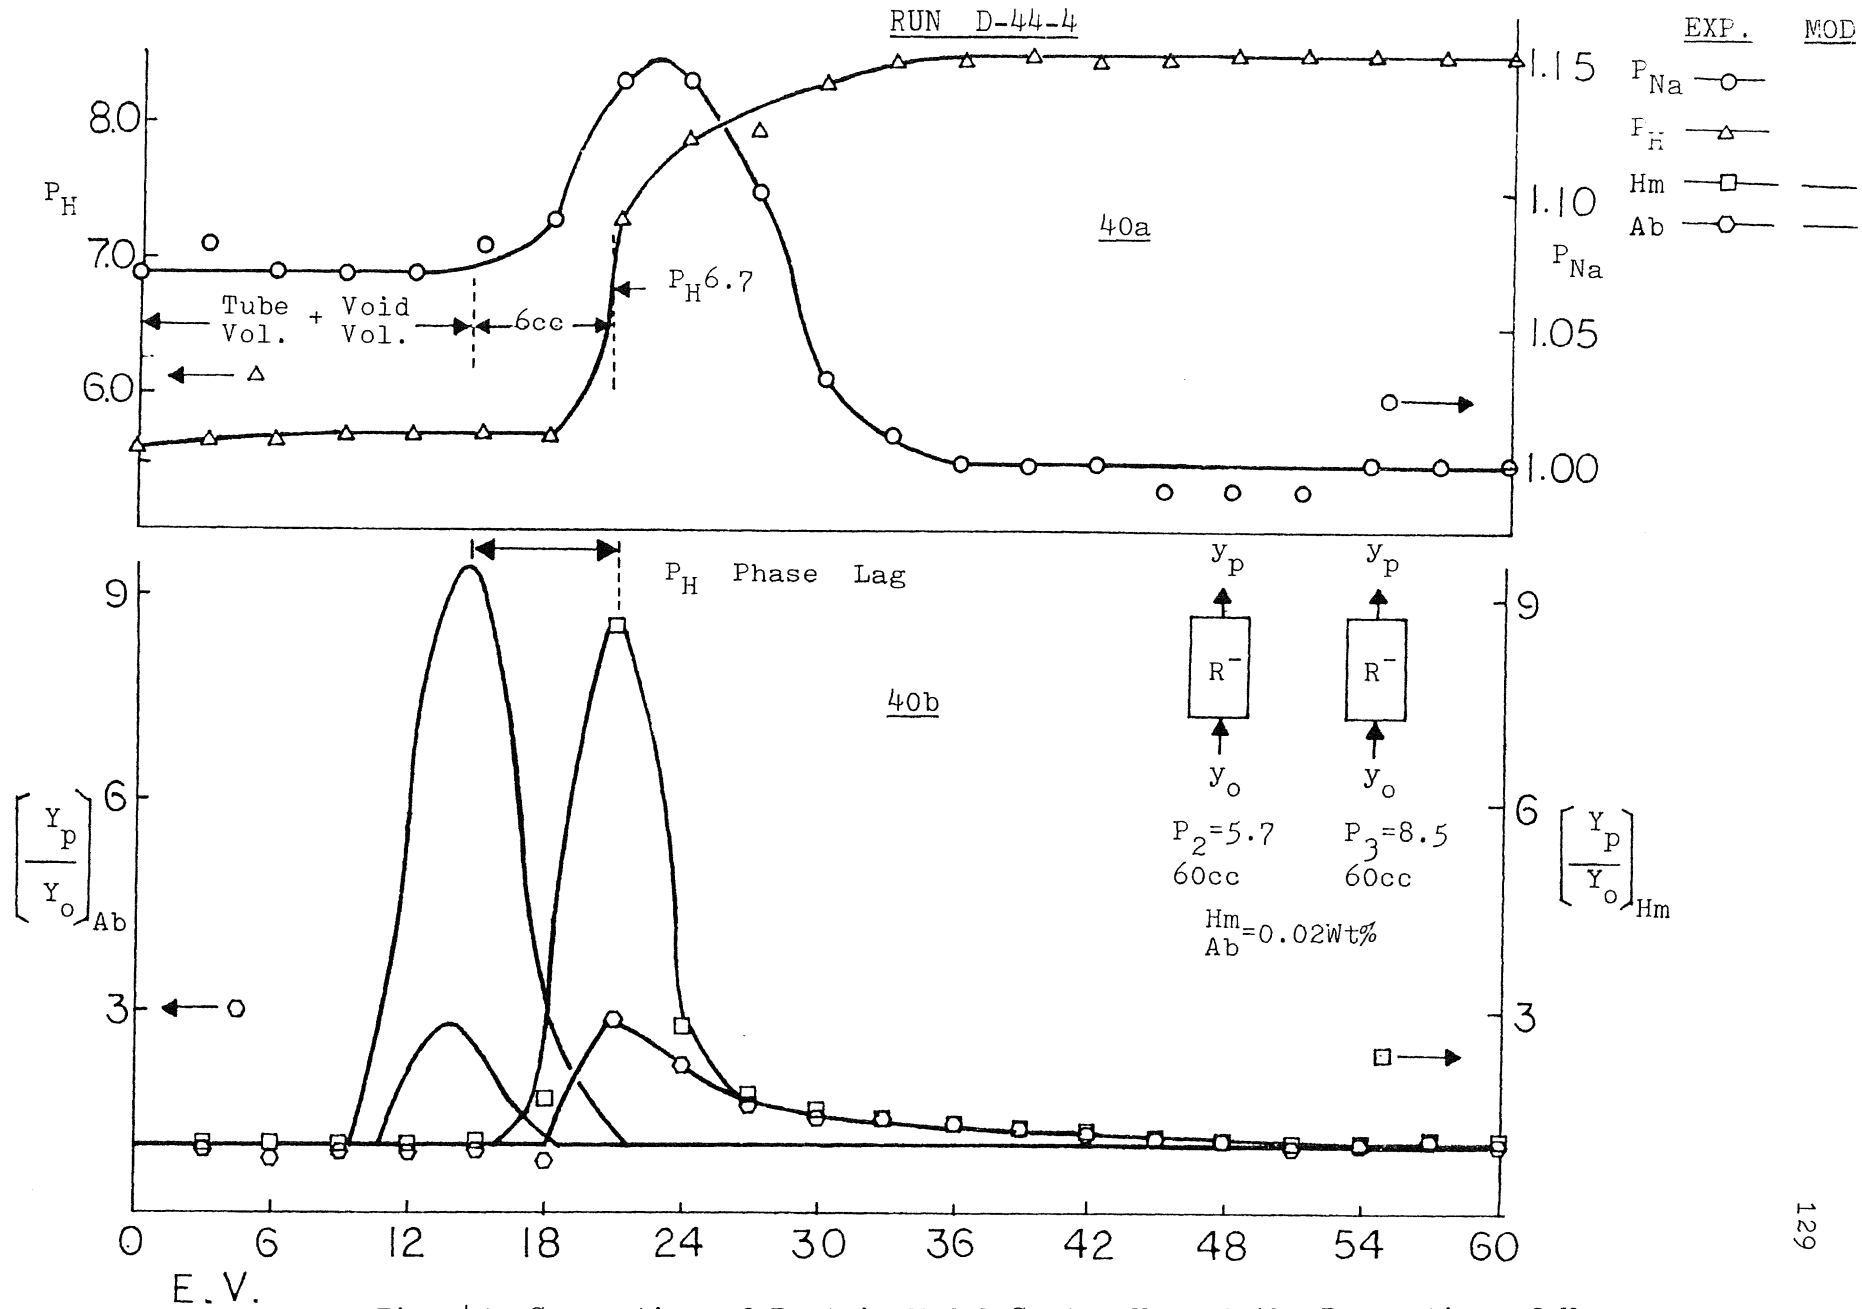 RUN D-44-4
EXP. MOD
P_Na
P_H
Hm
Ab
8.0
7.0
6.0
P_H
1.15
1.10
1.05
1.00
P_Na
40a
Tube + Void
Vol. Vol.
6cc
P_H 6.7
P_H Phase Lag
40b
9
6
3
[Y_p/Y_o]_Ab
9
6
3
[Y_p/Y_o]_Hm
y_p y_p
R^- R^-
y_o y_o
P_2=5.7 P_3=8.5
60cc 60cc
Hm
Ab=0.02Wt%
0 6 12 18 24 30 36 42 48 54 60
E.V.
129